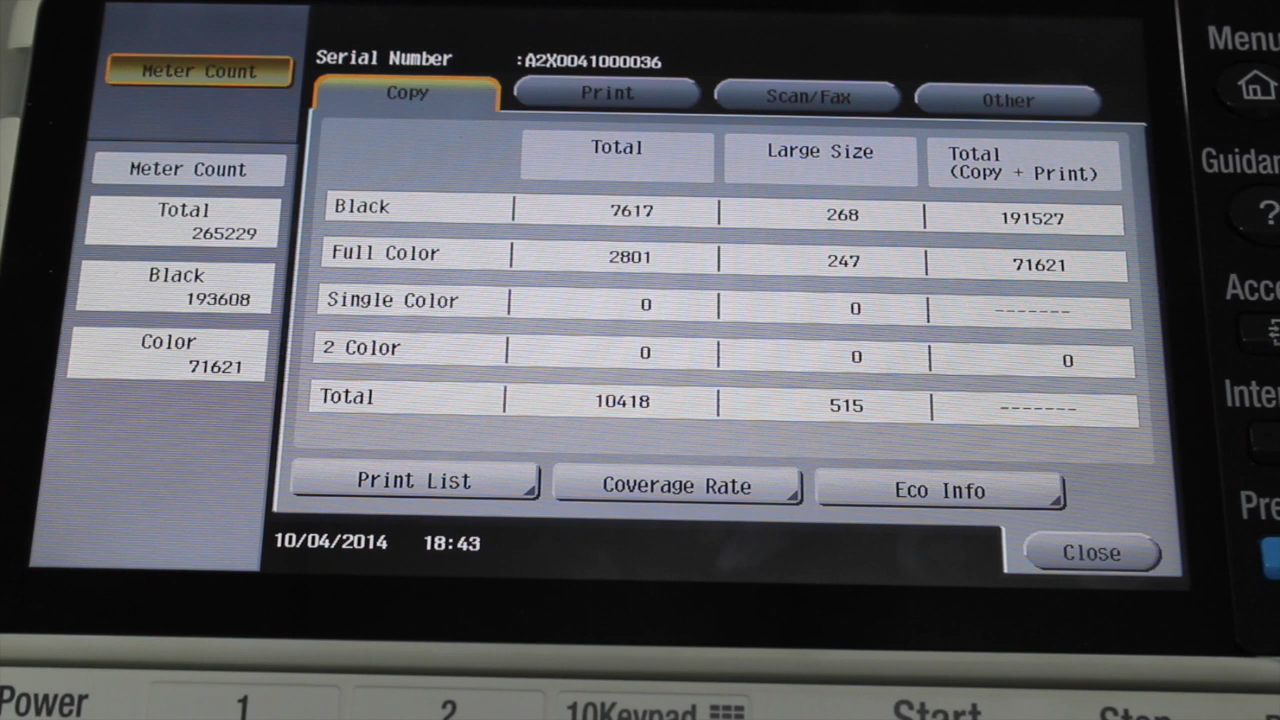 Meter Count
Serial Number :A2X0041000036
Copy Print Scan/Fax Other
Meter Count
Total
265229
Black
193608
Color
71621
Total Large Size Total
(Copy + Print)
Black 7617 268 191527
Full Color 2801 247 71621
Single Color 0 0 -------
2 Color 0 0 0
Total 10418 515 -------
Print List Coverage Rate Eco Info
10/04/2014 18:43
Close
Menu
Power 1 2 10Keypad Start